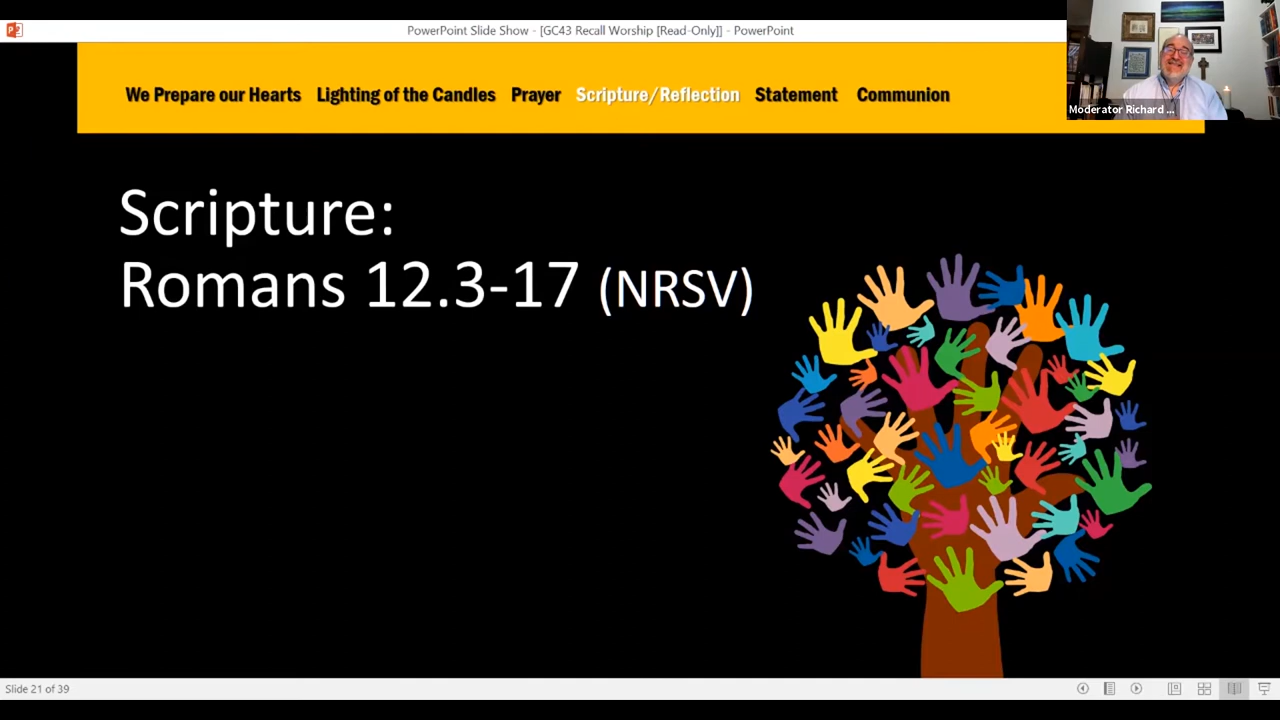 PowerPoint Slide Show - [GC43 Recall Worship [Read-Only]] - PowerPoint
We Prepare our Hearts Lighting of the Candles Prayer Scripture/Reflection Statement Communion
Moderator Richard ...
Scripture:
Romans 12.3-17 (NRSV)
Slide 21 of 39